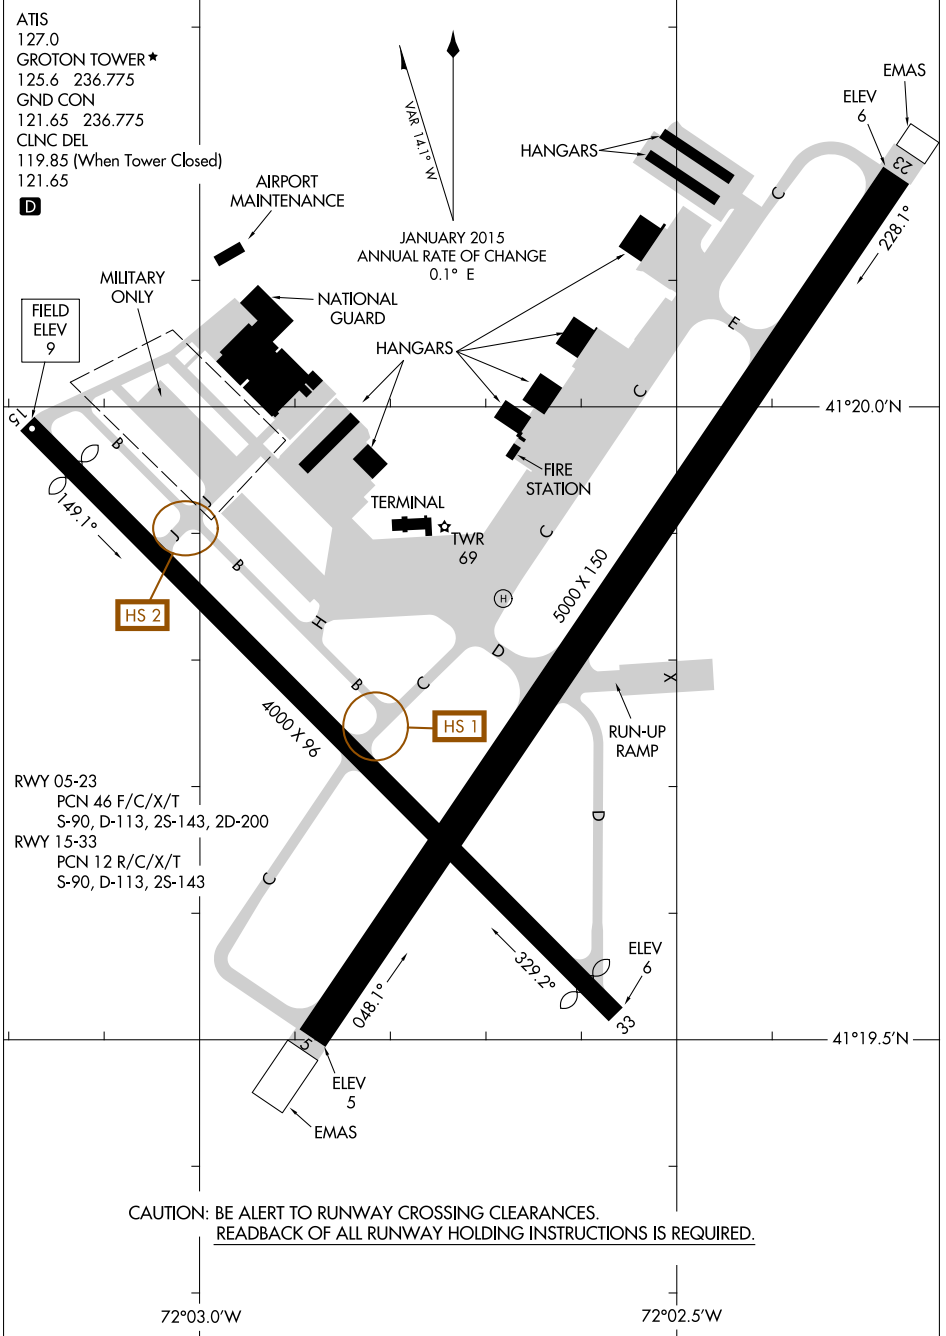 ATIS
127.0
GROTON TOWER★
125.6 236.775
GND CON
121.65 236.775
CLNC DEL
119.85 (When Tower Closed)
121.65
D
VAR 14.1° W
JANUARY 2015
ANNUAL RATE OF CHANGE
0.1° E
EMAS
ELEV
6
23
228.1°
HANGARS
C
AIRPORT
MAINTENANCE
MILITARY
ONLY
NATIONAL
GUARD
FIELD
ELEV
9
HANGARS
E
C
41°20.0'N
15
B
149.1°
J
J
HS 2
B
H
FIRE
STATION
TERMINAL
TWR
69
C
H
5000 X 150
D
X
RUN-UP
RAMP
B
C
HS 1
4000 X 96
RWY 05-23
PCN 46 F/C/X/T
S-90, D-113, 2S-143, 2D-200
RWY 15-33
PCN 12 R/C/X/T
S-90, D-113, 2S-143
D
C
048.1°
329.2°
ELEV
6
33
5
ELEV
5
EMAS
41°19.5'N
CAUTION: BE ALERT TO RUNWAY CROSSING CLEARANCES.
READBACK OF ALL RUNWAY HOLDING INSTRUCTIONS IS REQUIRED.
72°03.0'W
72°02.5'W